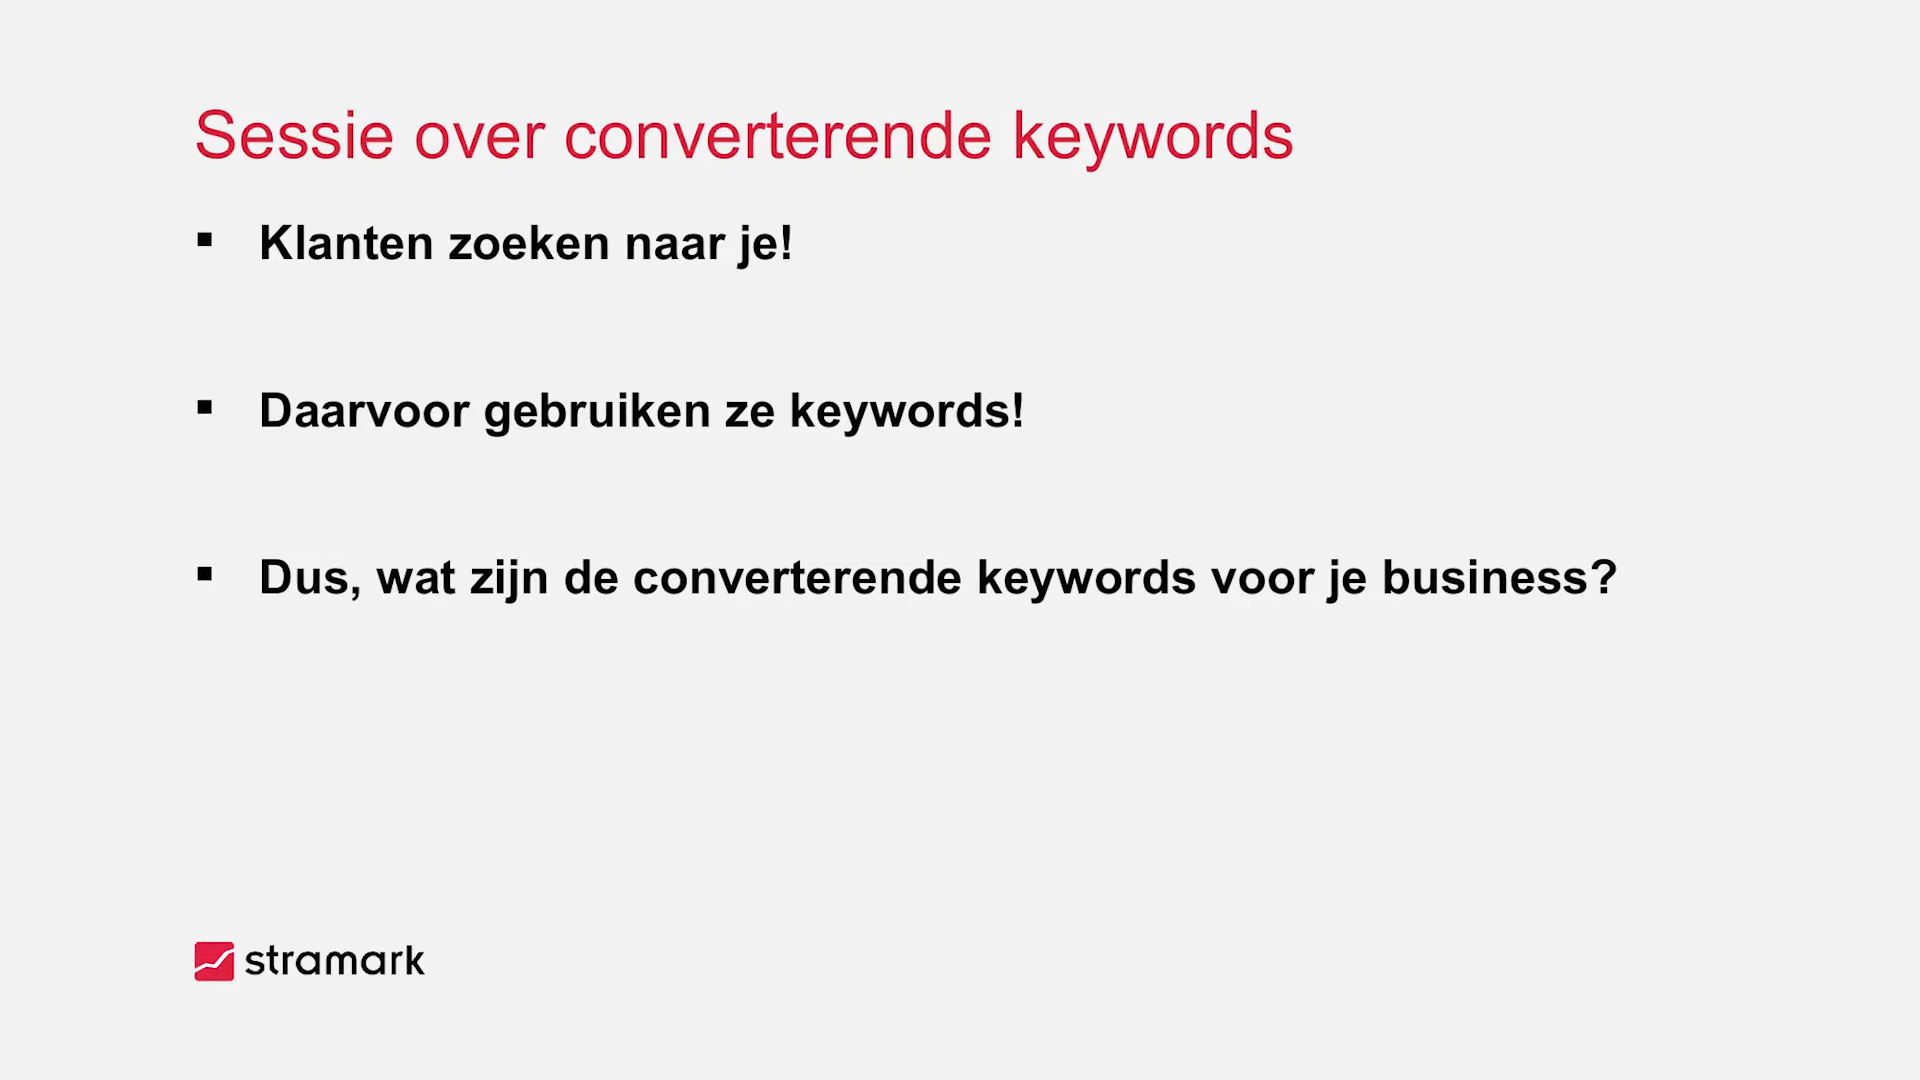 Sessie over converterende keywords
▪ Klanten zoeken naar je!
▪ Daarvoor gebruiken ze keywords!
▪ Dus, wat zijn de converterende keywords voor je business?
stramark